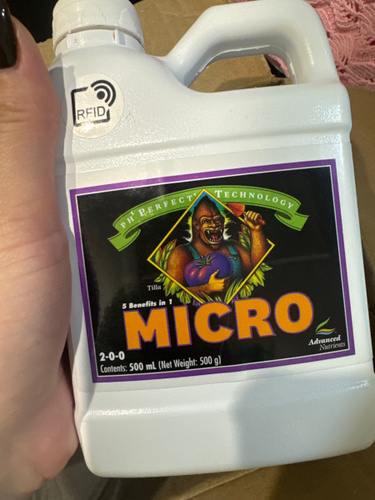 RFID
pH Perfect Technology
Tilla
5 Benefits in 1
MICRO
2-0-0
Contents: 500 mL (Net Weight: 500 g)
Advanced
Nutrients